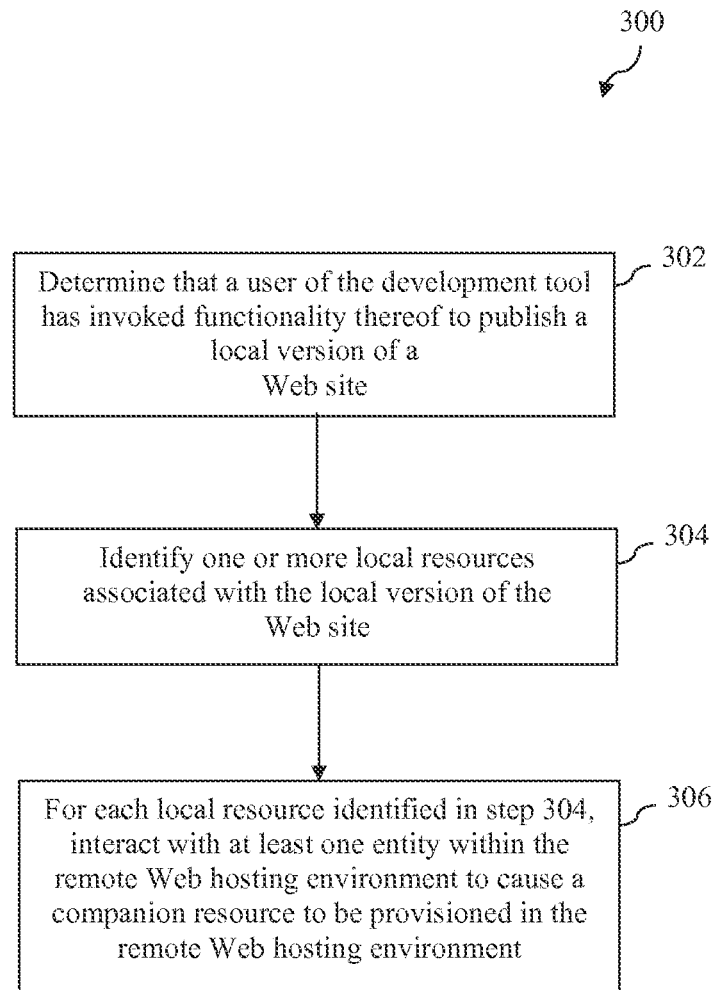 300
302
Determine that a user of the development tool
has invoked functionality thereof to publish a
local version of a
Web site
304
Identify one or more local resources
associated with the local version of the
Web site
306
For each local resource identified in step 304,
interact with at least one entity within the
remote Web hosting environment to cause a
companion resource to be provisioned in the
remote Web hosting environment